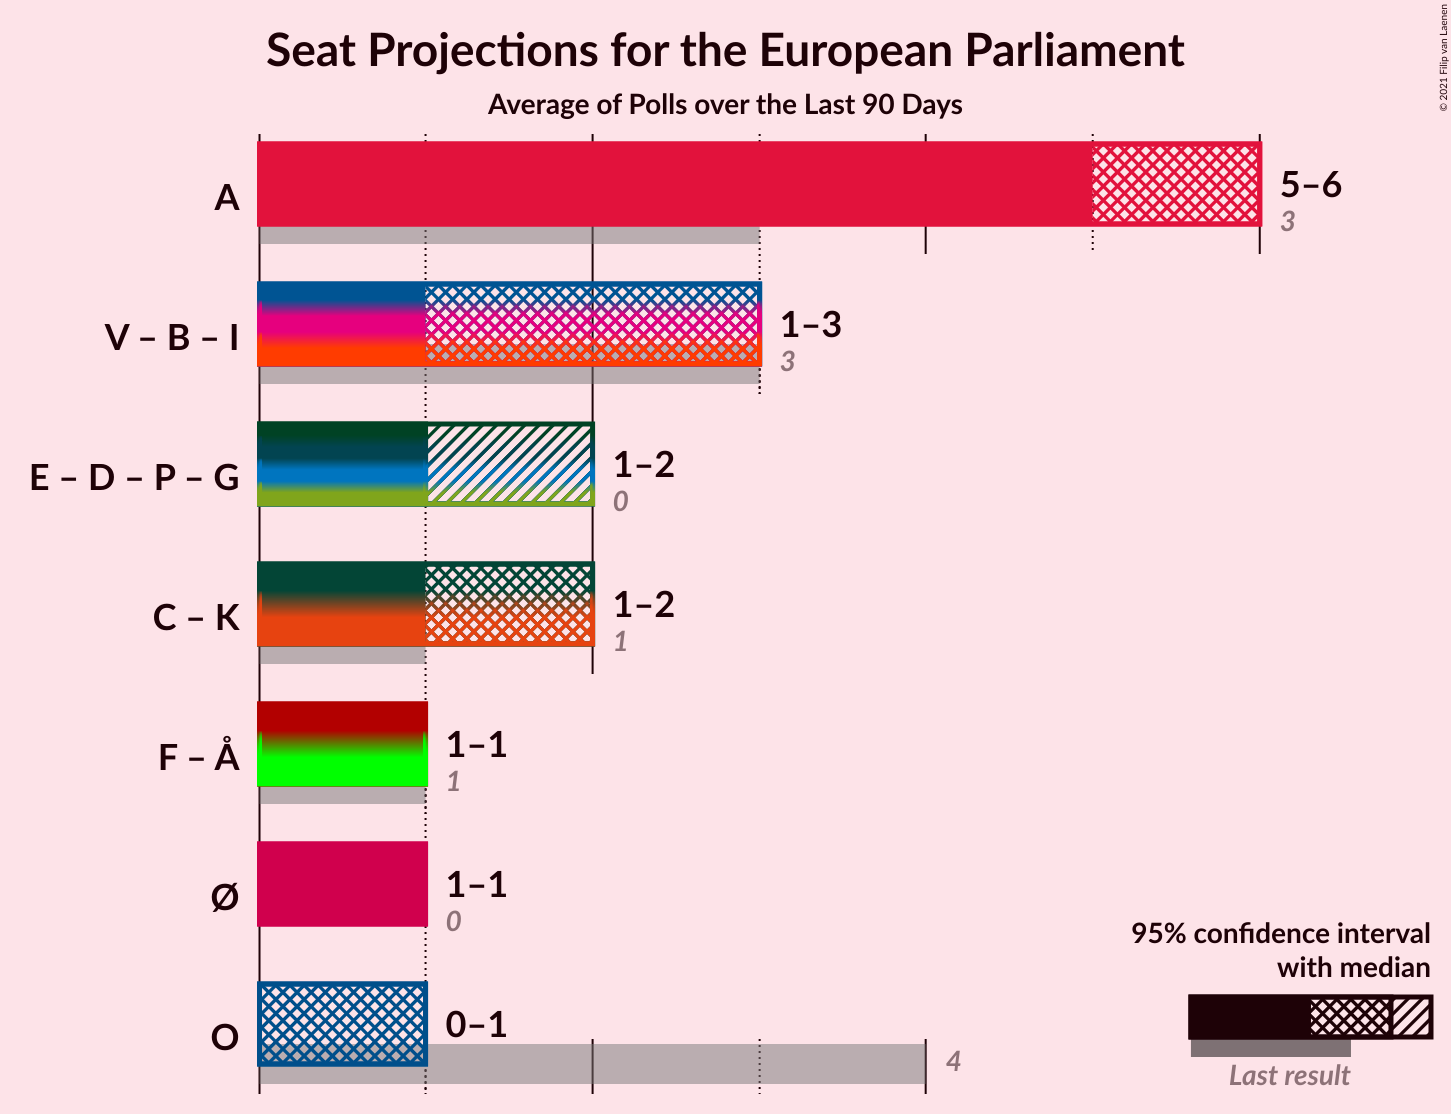 Seat Projections for the European Parliament
Average of Polls over the Last 90 Days
© 2021 Filip van Laenen
A
5–6
3
V – B – I
1–3
3
E – D – P – G
1–2
0
C – K
1–2
1
F – Å
1–1
1
Ø
1–1
0
O
0–1
4
95% confidence interval
with median
Last result